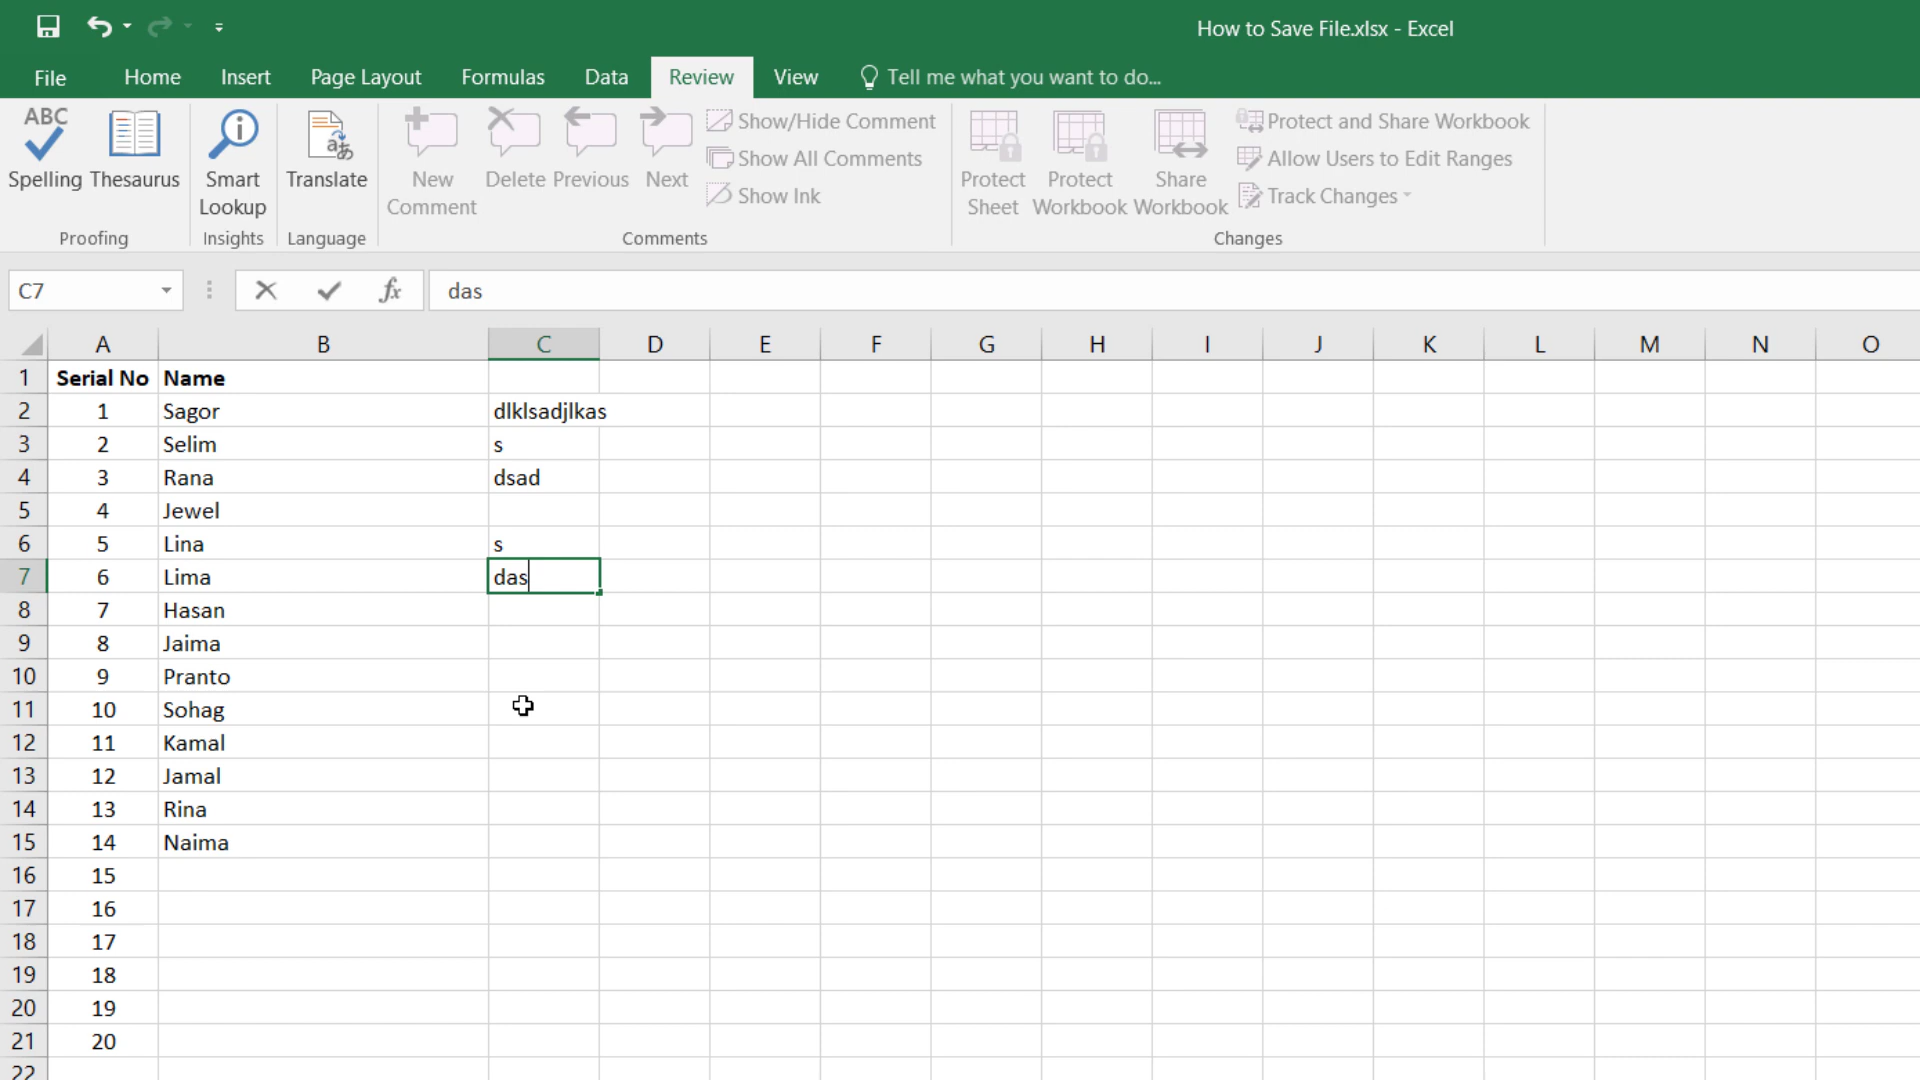 How to Save File.xlsx - Excel
File Home Insert Page Layout Formulas Data Review View Tell me what you want to do...
ABC
Spelling Thesaurus Smart Lookup Translate New Comment Delete Previous Next
Show/Hide Comment
Show All Comments
Show Ink
Protect Sheet Protect Workbook Share Workbook
Protect and Share Workbook
Allow Users to Edit Ranges
Track Changes
Proofing Insights Language Comments Changes
C7 fx das
A B C D E F G H I J K L M N O
1 Serial No Name
2 1 Sagor dlklsadjlkas
3 2 Selim s
4 3 Rana dsad
5 4 Jewel
6 5 Lina s
7 6 Lima das
8 7 Hasan
9 8 Jaima
10 9 Pranto
11 10 Sohag
12 11 Kamal
13 12 Jamal
14 13 Rina
15 14 Naima
16 15
17 16
18 17
19 18
20 19
21 20
22